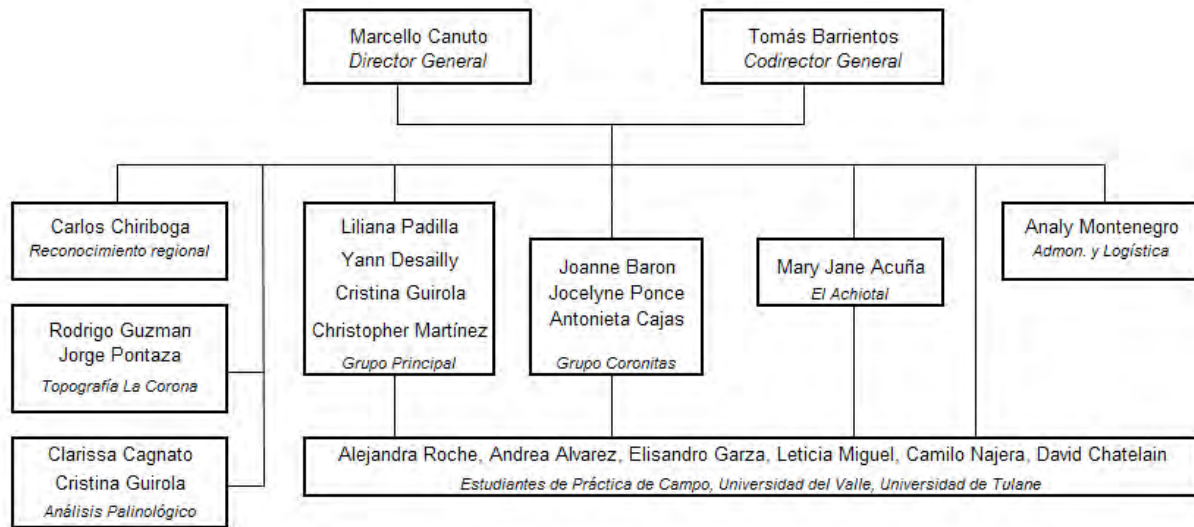 Marcello Canuto
Director General
Tomás Barrientos
Codirector General
Carlos Chiriboga
Reconocimiento regional
Liliana Padilla
Yann Desailly
Cristina Guirola
Christopher Martínez
Grupo Principal
Joanne Baron
Jocelyne Ponce
Antonieta Cajas
Grupo Coronitas
Mary Jane Acuña
El Achiotal
Analy Montenegro
Admon. y Logística
Rodrigo Guzman
Jorge Pontaza
Topografía La Corona
Clarissa Cagnato
Cristina Guirola
Análisis Palinológico
Alejandra Roche, Andrea Alvarez, Elisandro Garza, Leticia Miguel, Camilo Najera, David Chatelain
Estudiantes de Práctica de Campo, Universidad del Valle, Universidad de Tulane